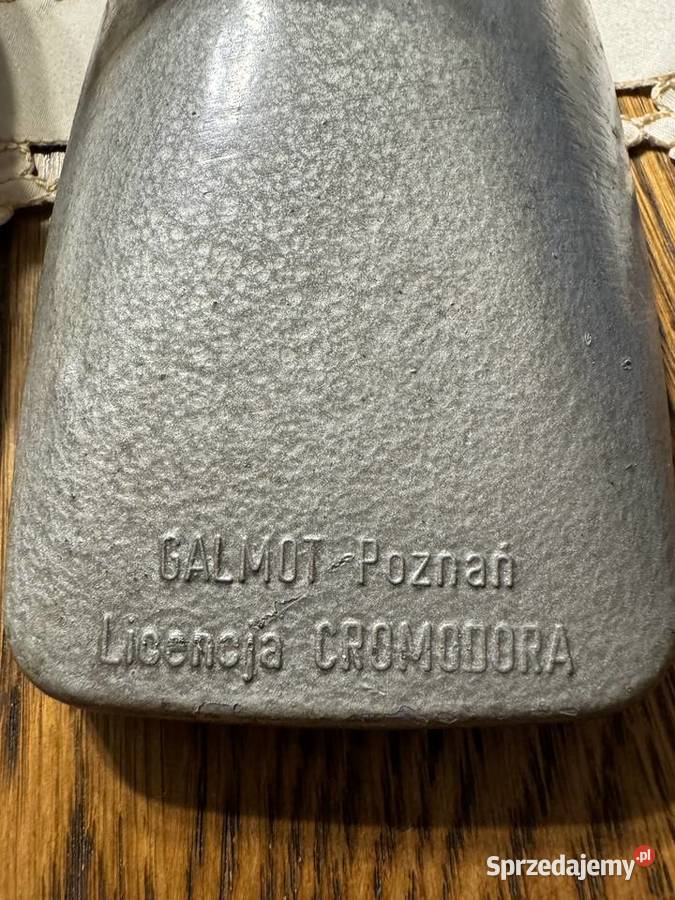 GALMOT Poznań
Licencja CROMODORA
Sprzedajemy.pl